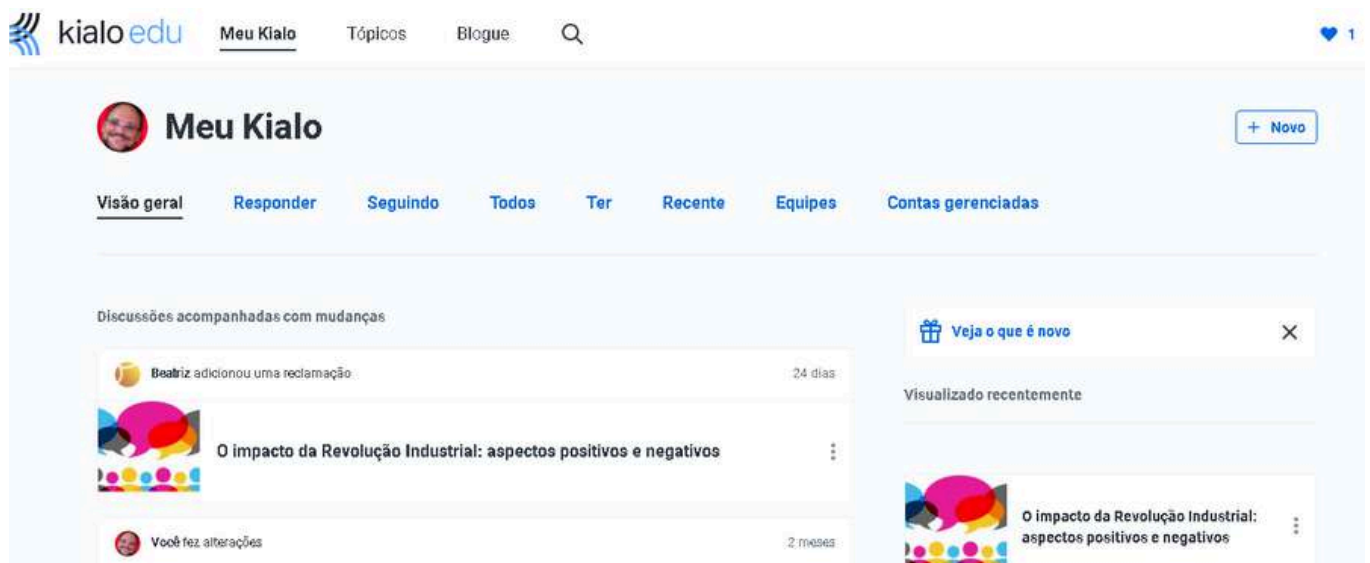 kialo edu Meu Kialo Tópicos Blogue 1
Meu Kialo
+ Novo
Visão geral Responder Seguindo Todos Ter Recente Equipes Contas gerenciadas
Discussões acompanhadas com mudanças
Beatriz adicionou uma reclamação 24 dias
O impacto da Revolução Industrial: aspectos positivos e negativos
Você fez alterações 2 meses
Veja o que é novo
Visualizado recentemente
O impacto da Revolução Industrial:
aspectos positivos e negativos